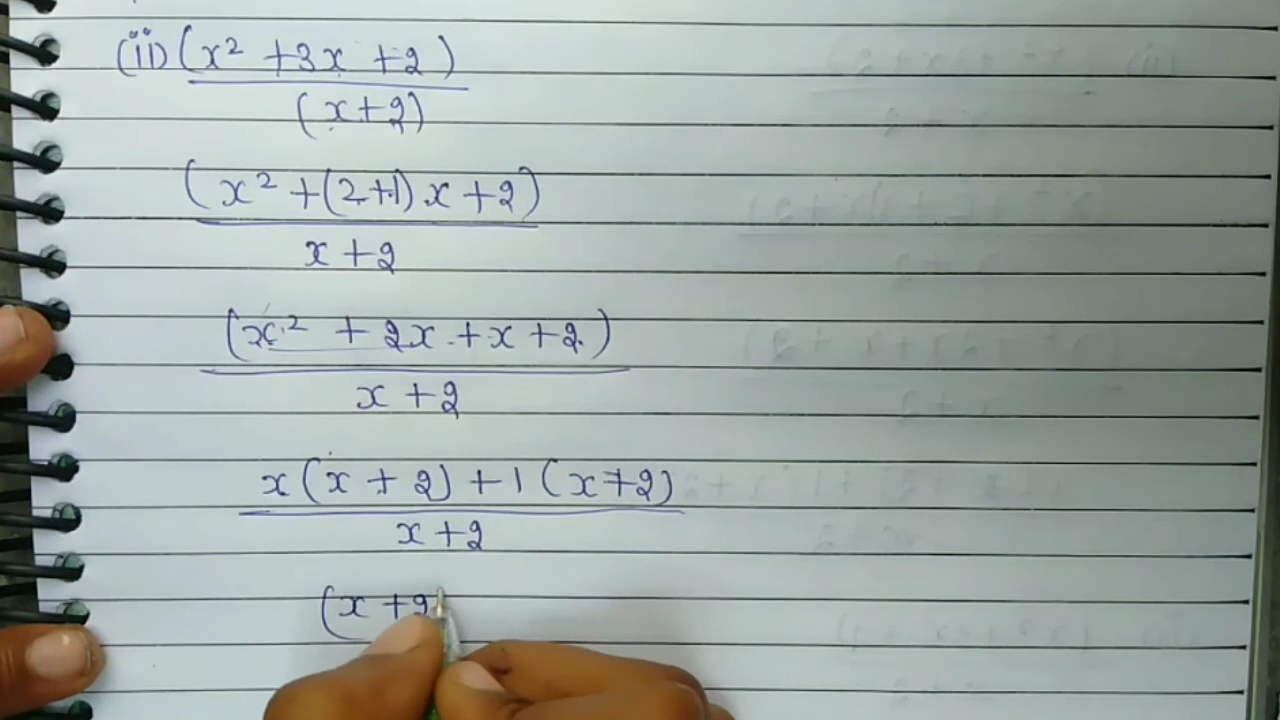 (ii) (x² + 3x + 2)
(x + 2)
(x² + (2+1) x + 2)
x + 2
(x² + 2x + x + 2)
x + 2
x (x + 2) + 1 (x + 2)
x + 2
(x + 2